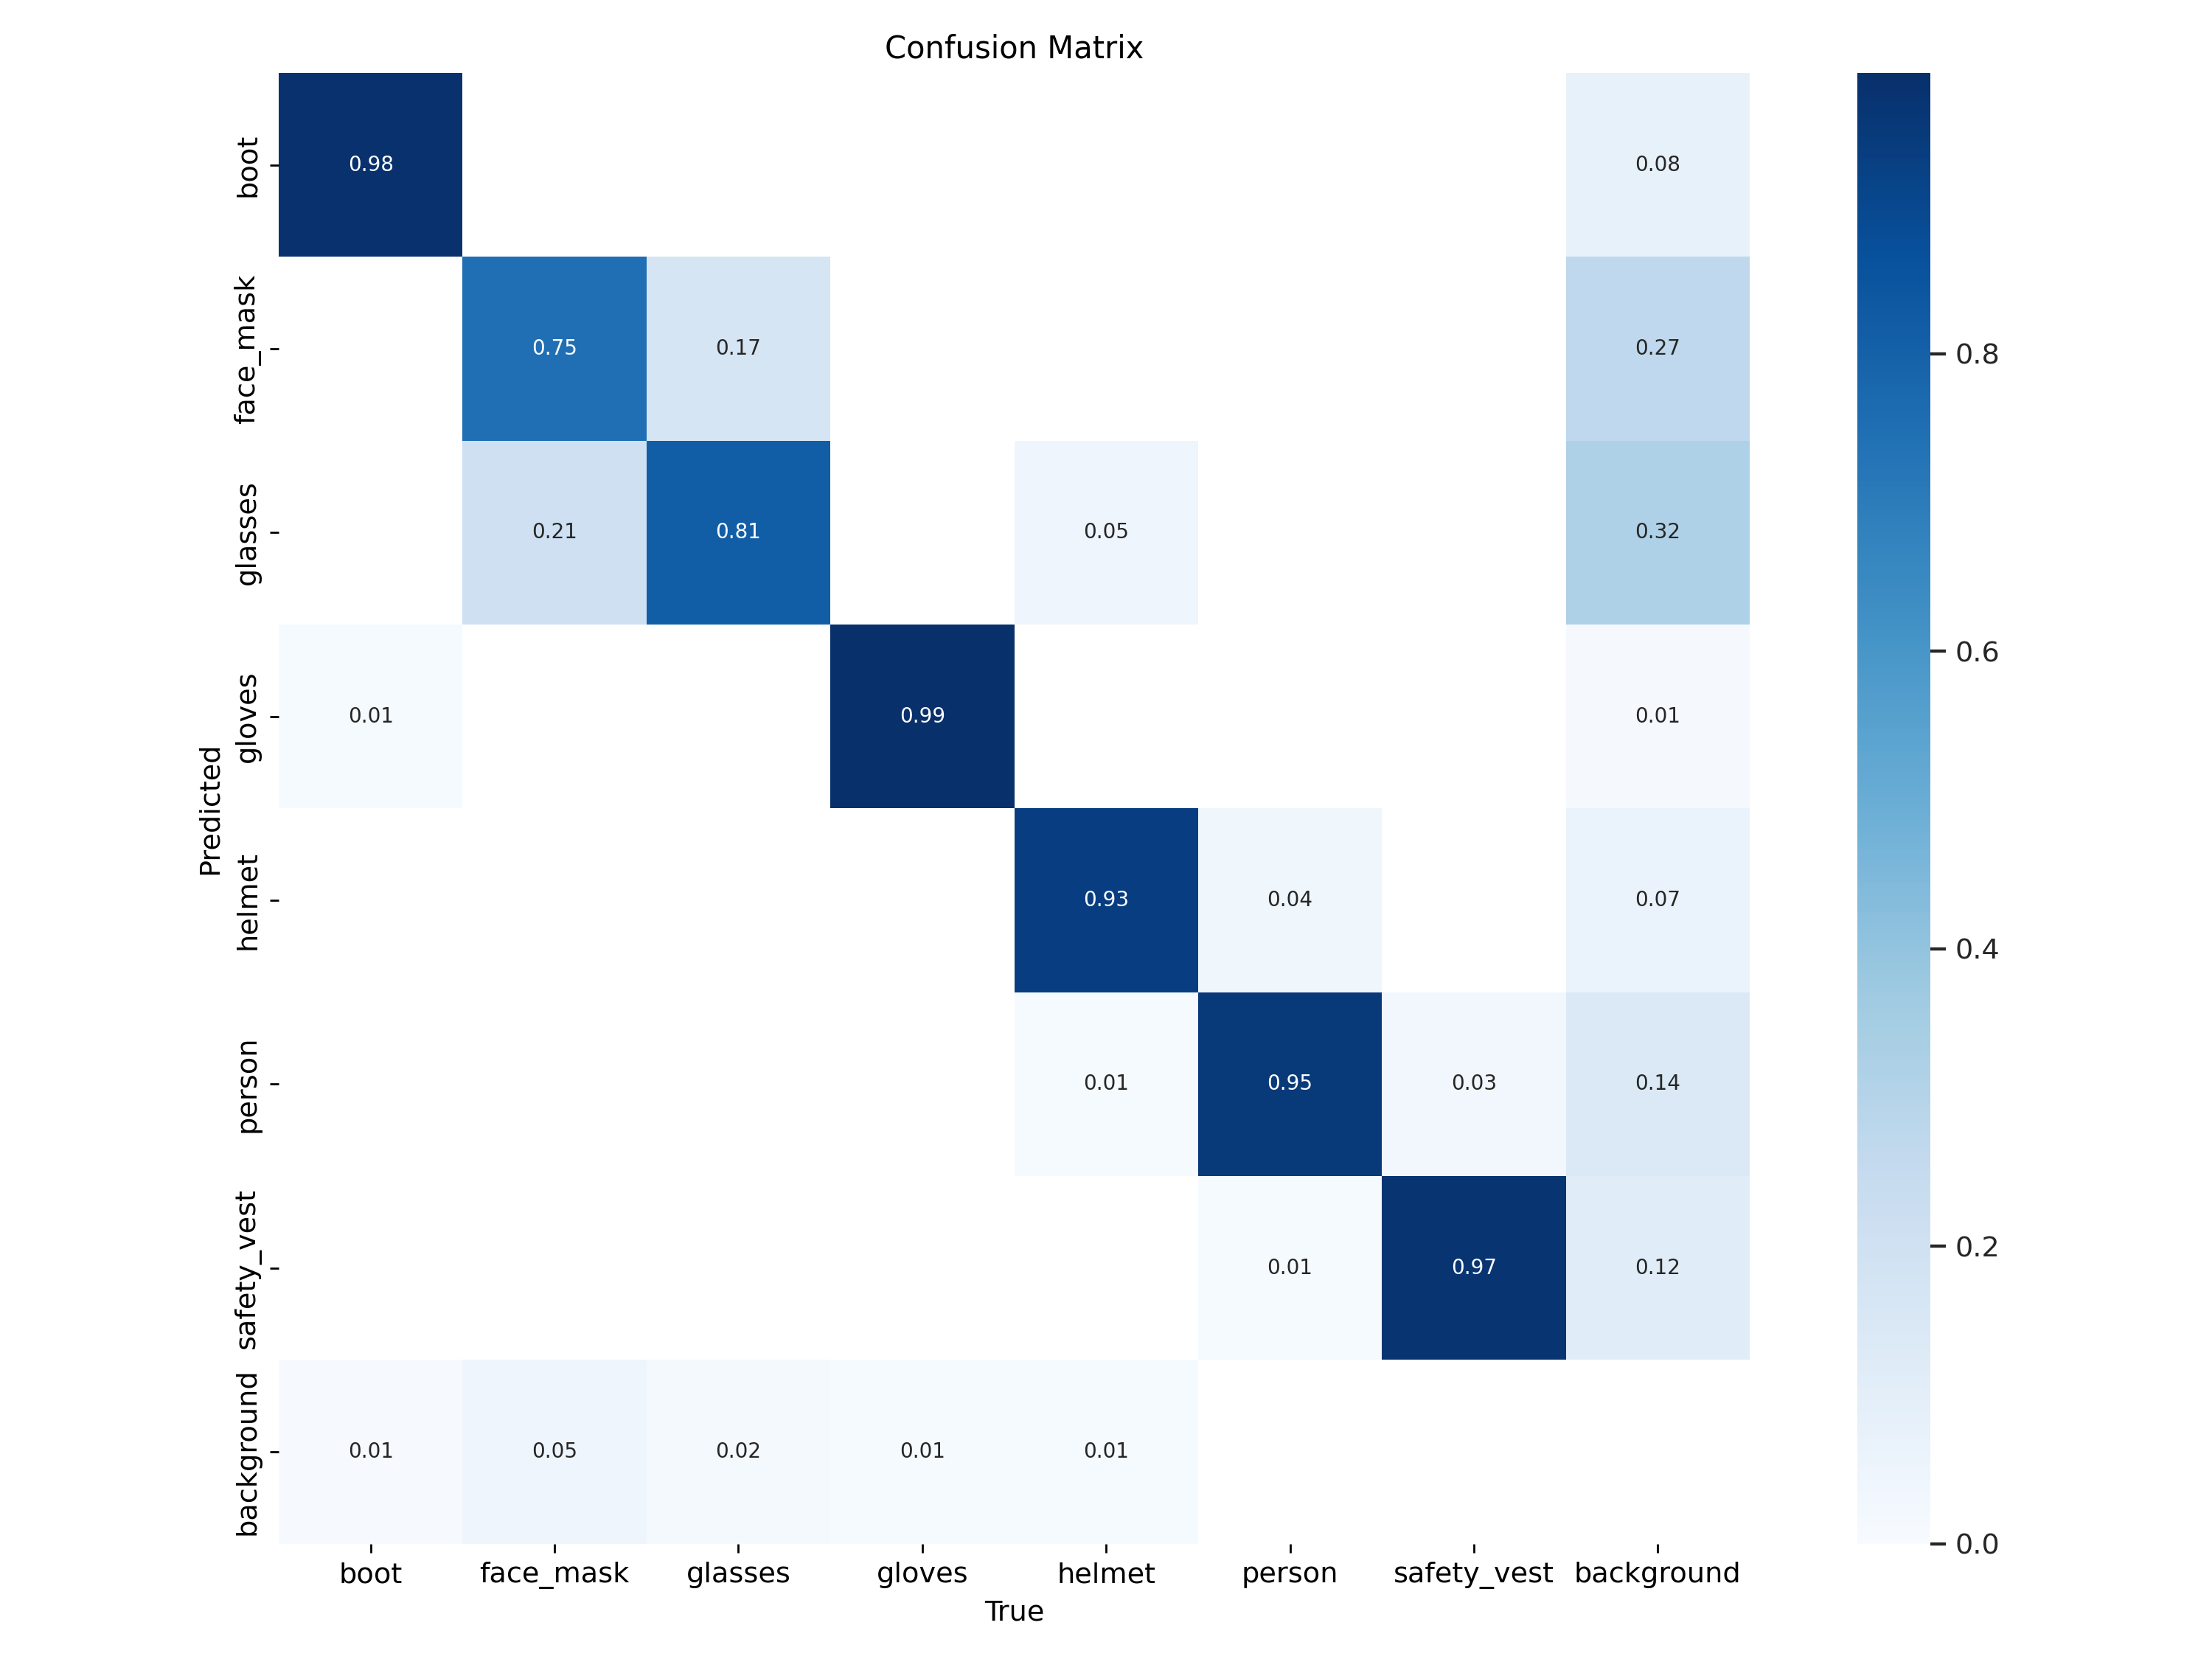 Confusion Matrix
boot 0.98 0.08
face_mask 0.75 0.17 0.27
0.8
glasses 0.21 0.81 0.05 0.32
0.6
gloves 0.01 0.99 0.01
Predicted
helmet 0.93 0.04 0.07
0.4
person 0.01 0.95 0.03 0.14
0.2
safety_vest 0.01 0.97 0.12
background 0.01 0.05 0.02 0.01 0.01
0.0
boot face_mask glasses gloves helmet person safety_vest background
True